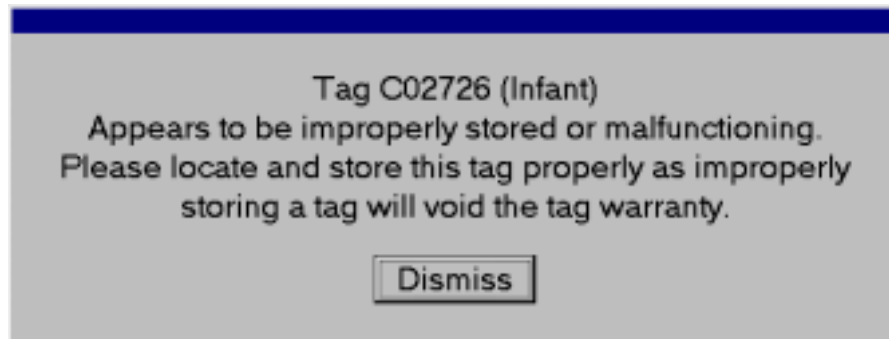 Tag C02726 (Infant)
Appears to be improperly stored or malfunctioning.
Please locate and store this tag properly as improperly
storing a tag will void the tag warranty.
Dismiss